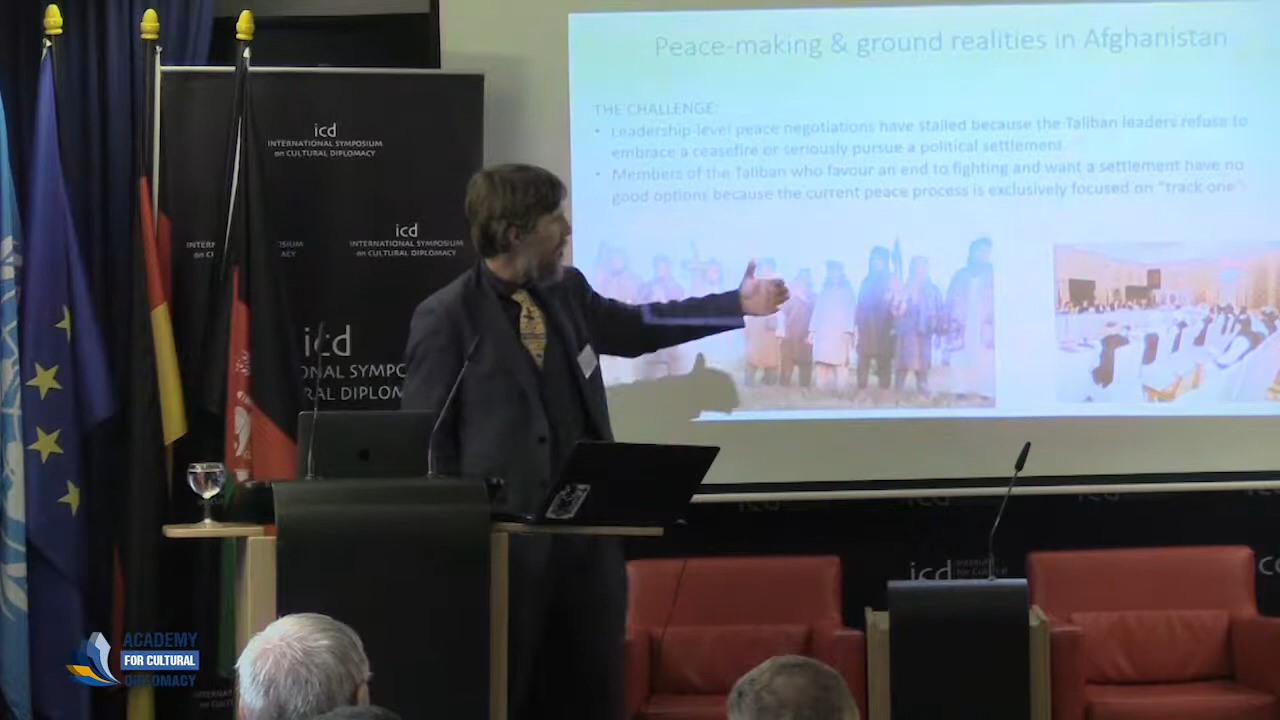 Peace-making & ground realities in Afghanistan
THE CHALLENGE:
• Leadership-level peace negotiations have stalled because the Taliban leaders refuse to
embrace a ceasefire or seriously pursue a political settlement
• Members of the Taliban who favour an end to fighting and want a settlement have no
good options because the current peace process is exclusively focused on "track one"
icd
INTERNATIONAL SYMPOSIUM
on CULTURAL DIPLOMACY
icd
INTERNATIONAL SYMPOSIUM
on CULTURAL DIPLOMACY
icd
ONAL SYMPO
RAL DIPLOM
icd
ACADEMY
FOR CULTURAL
DIPLOMACY